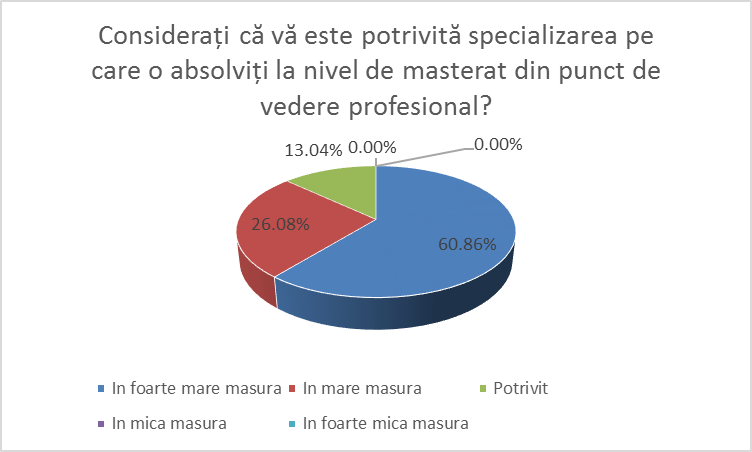 Considerați că vă este potrivită specializarea pe
care o absolviți la nivel de masterat din punct de
vedere profesional?
13.04% 0.00% 0.00%
26.08%
60.86%
In foarte mare masura In mare masura Potrivit
In mica masura In foarte mica masura